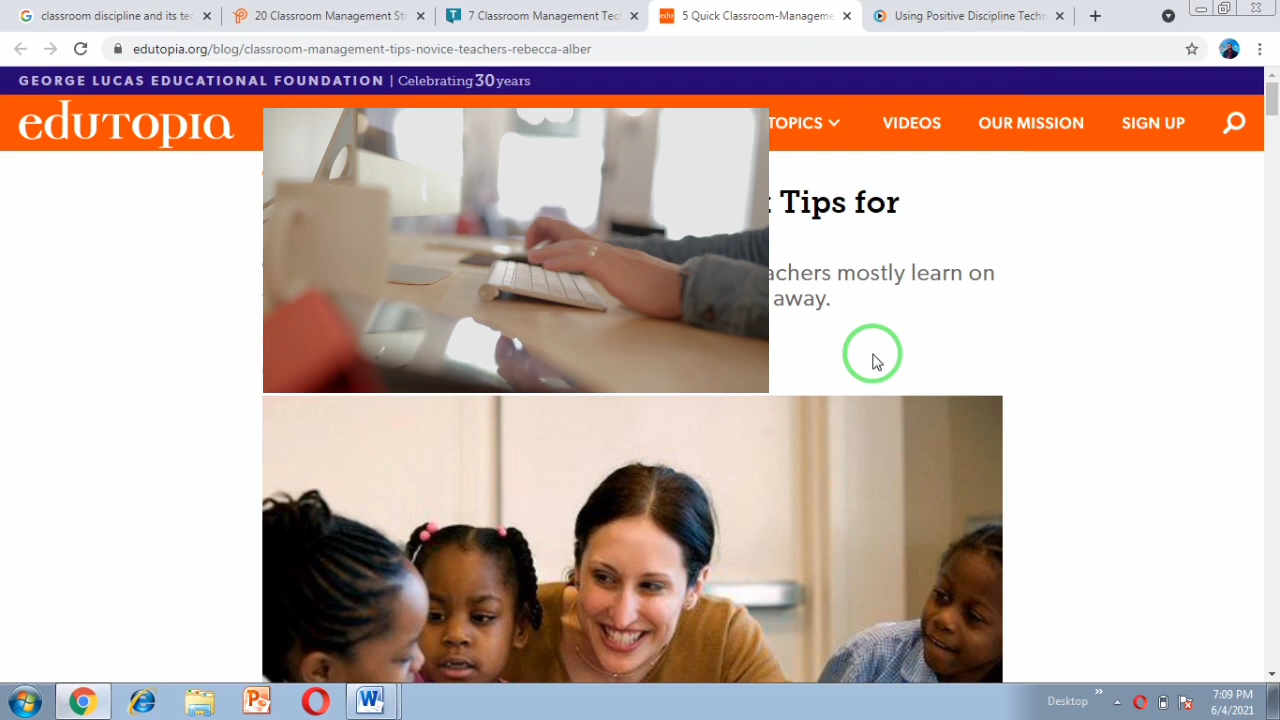 classroom discipline and its t
20 Classroom Management
7 Classroom Management Tec
5 Quick Classroom-Manageme
Using Positive Discipline Techn
edutopia.org/blog/classroom-management-tips-novice-teachers-rebecca-alber
GEORGE LUCAS EDUCATIONAL FOUNDATION | Celebrating 30 years
edutopia
TOPICS
VIDEOS
OUR MISSION
SIGN UP
Tips for
achers mostly learn on
away.
Desktop
7:09 PM
6/4/2021